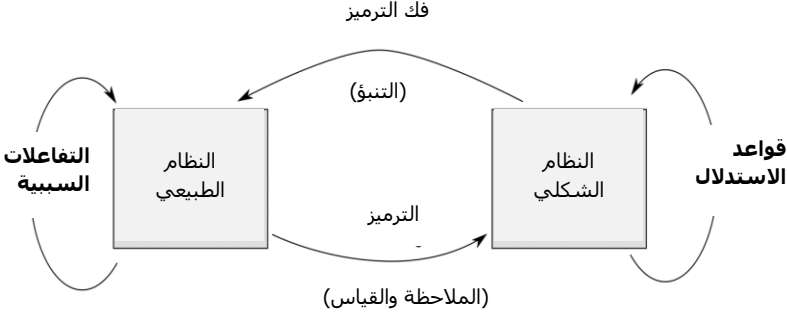 فك الترميز
(التنبؤ)
التفاعلات
السببية
النظام
الطبيعي
النظام
الشكلي
قواعد
الاستدلال
الترميز
(الملاحظة والقياس)